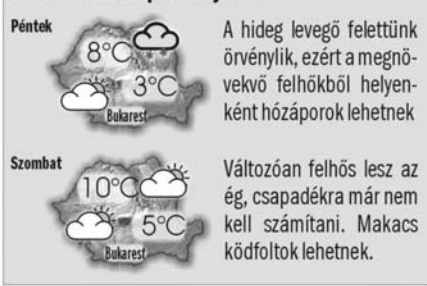 Péntek
8°C
3°C
Bukarest
A hideg levegő felettünk
örvénylik, ezért a megnö-
vekvő felhőkből helyen-
ként hózáporok lehetnek
Szombat
10°C
5°C
Bukarest
Változóan felhős lesz az
ég, csapadékra már nem
kell számítani. Makacs
ködfoltok lehetnek.